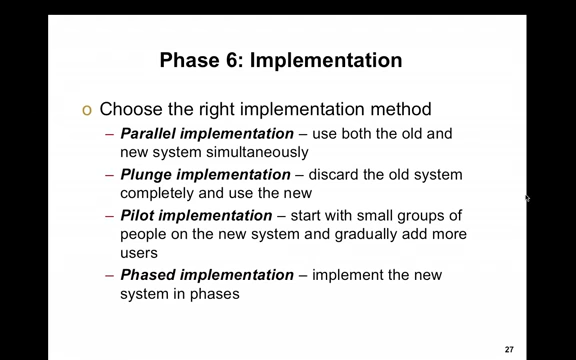 Phase 6: Implementation
o Choose the right implementation method
– Parallel implementation – use both the old and
new system simultaneously
– Plunge implementation – discard the old system
completely and use the new
– Pilot implementation – start with small groups of
people on the new system and gradually add more
users
– Phased implementation – implement the new
system in phases
27